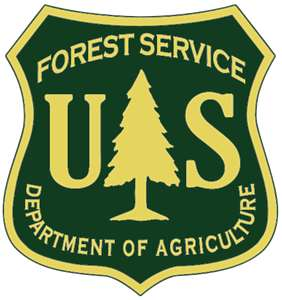 FOREST SERVICE
U S
DEPARTMENT OF AGRICULTURE